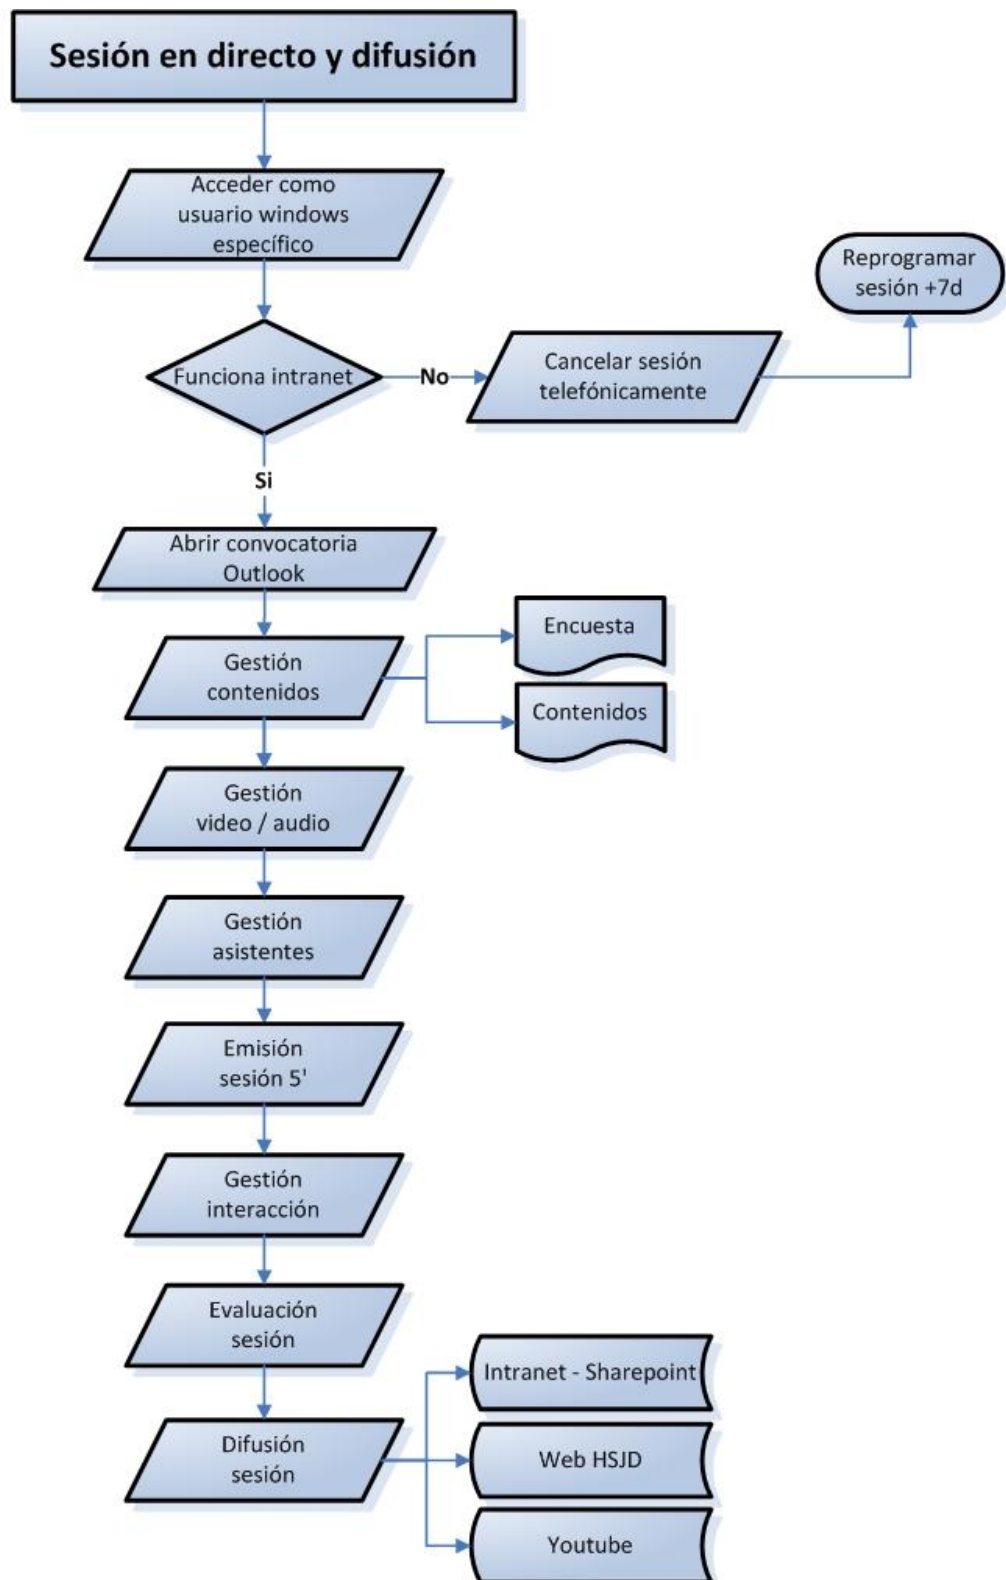 Sesión en directo y difusión
Acceder como
usuario windows
específico
Reprogramar
sesión +7d
Funciona intranet
No
Cancelar sesión
telefónicamente
Si
Abrir convocatoria
Outlook
Gestión
contenidos
Encuesta
Contenidos
Gestión
video / audio
Gestión
asistentes
Emisión
sesión 5'
Gestión
interacción
Evaluación
sesión
Difusión
sesión
Intranet - Sharepoint
Web HSJD
Youtube